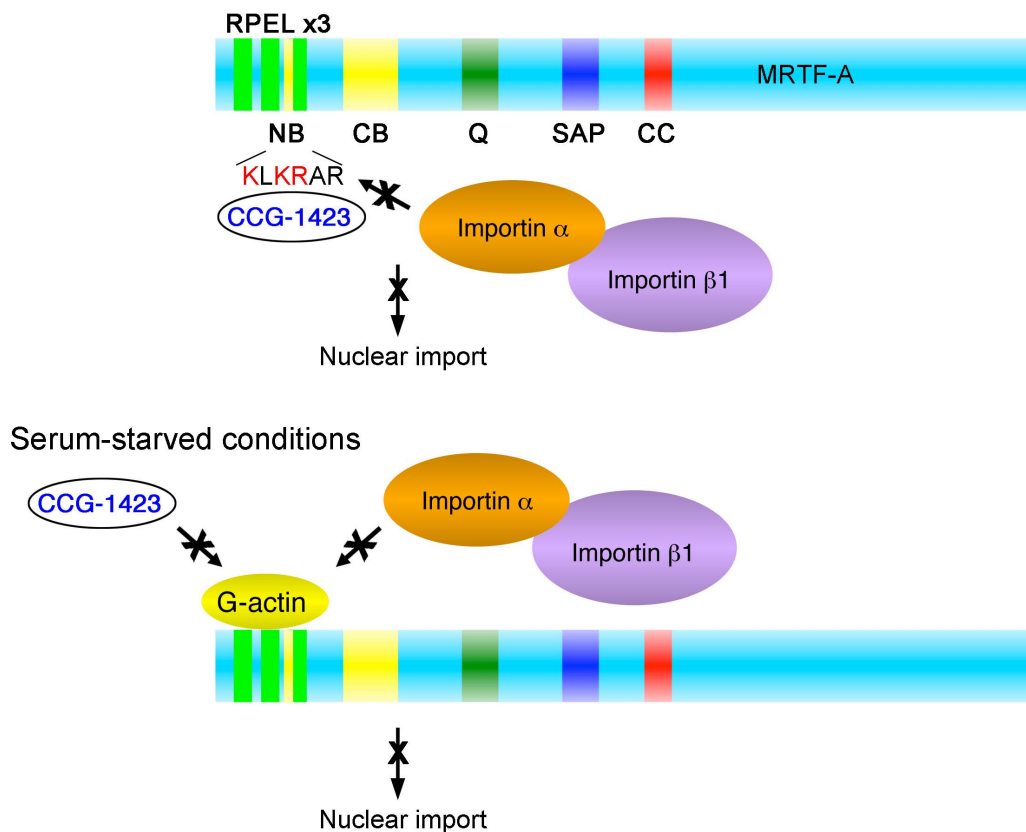 RPEL x3
MRTF-A
NB
CB
Q
SAP
CC
KLKRAR
CCG-1423
Importin α
Importin β1
Nuclear import
Serum-starved conditions
CCG-1423
Importin α
Importin β1
G-actin
Nuclear import